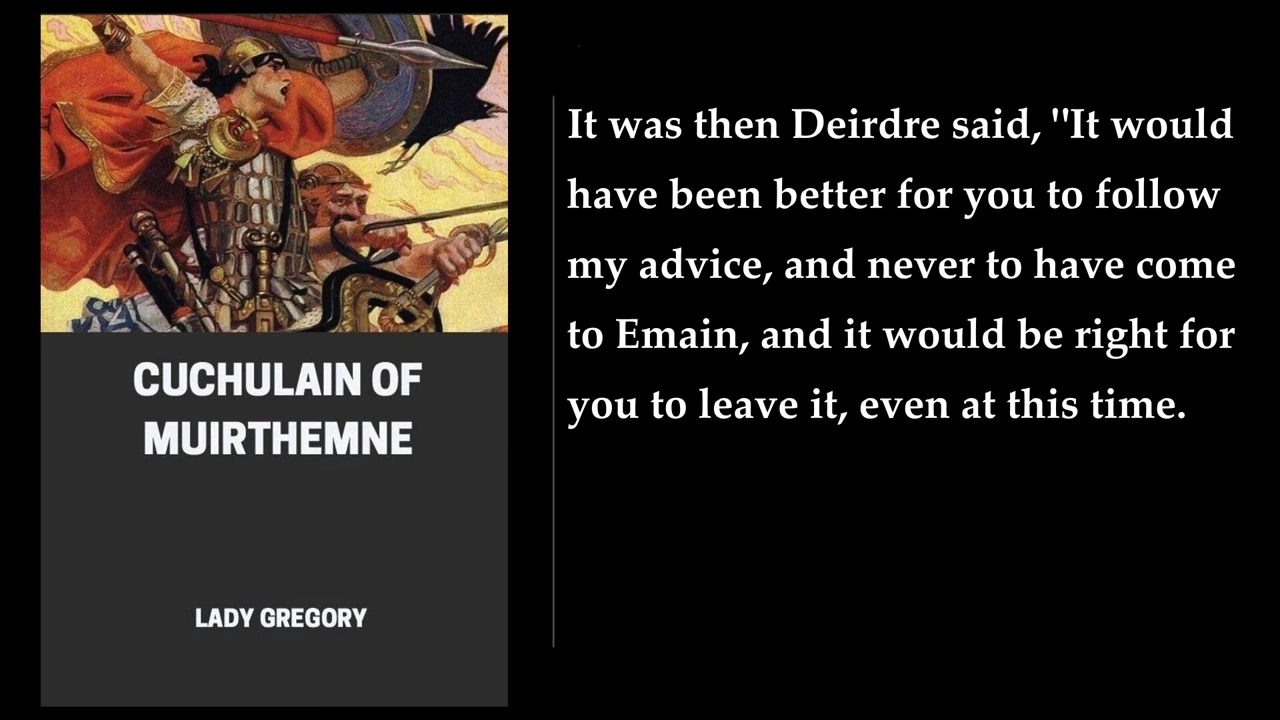 CUCHULAIN OF
MUIRTHEMNE
LADY GREGORY
It was then Deirdre said, "It would
have been better for you to follow
my advice, and never to have come
to Emain, and it would be right for
you to leave it, even at this time.